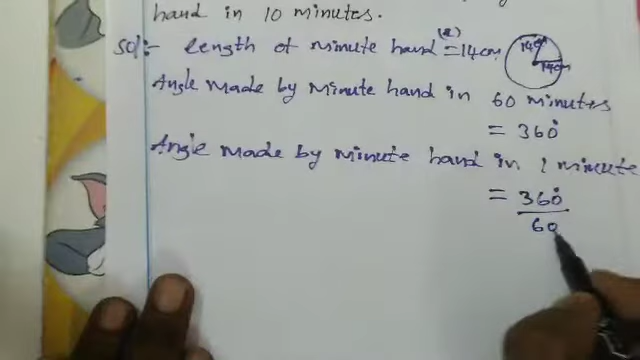 hand in 10 minutes.
Sol:- Length of minute hand (r) = 14cm
14cm
14cm
Angle made by minute hand in 60 minutes
= 360°
Angle made by minute hand in 1 minute
= 360°
60